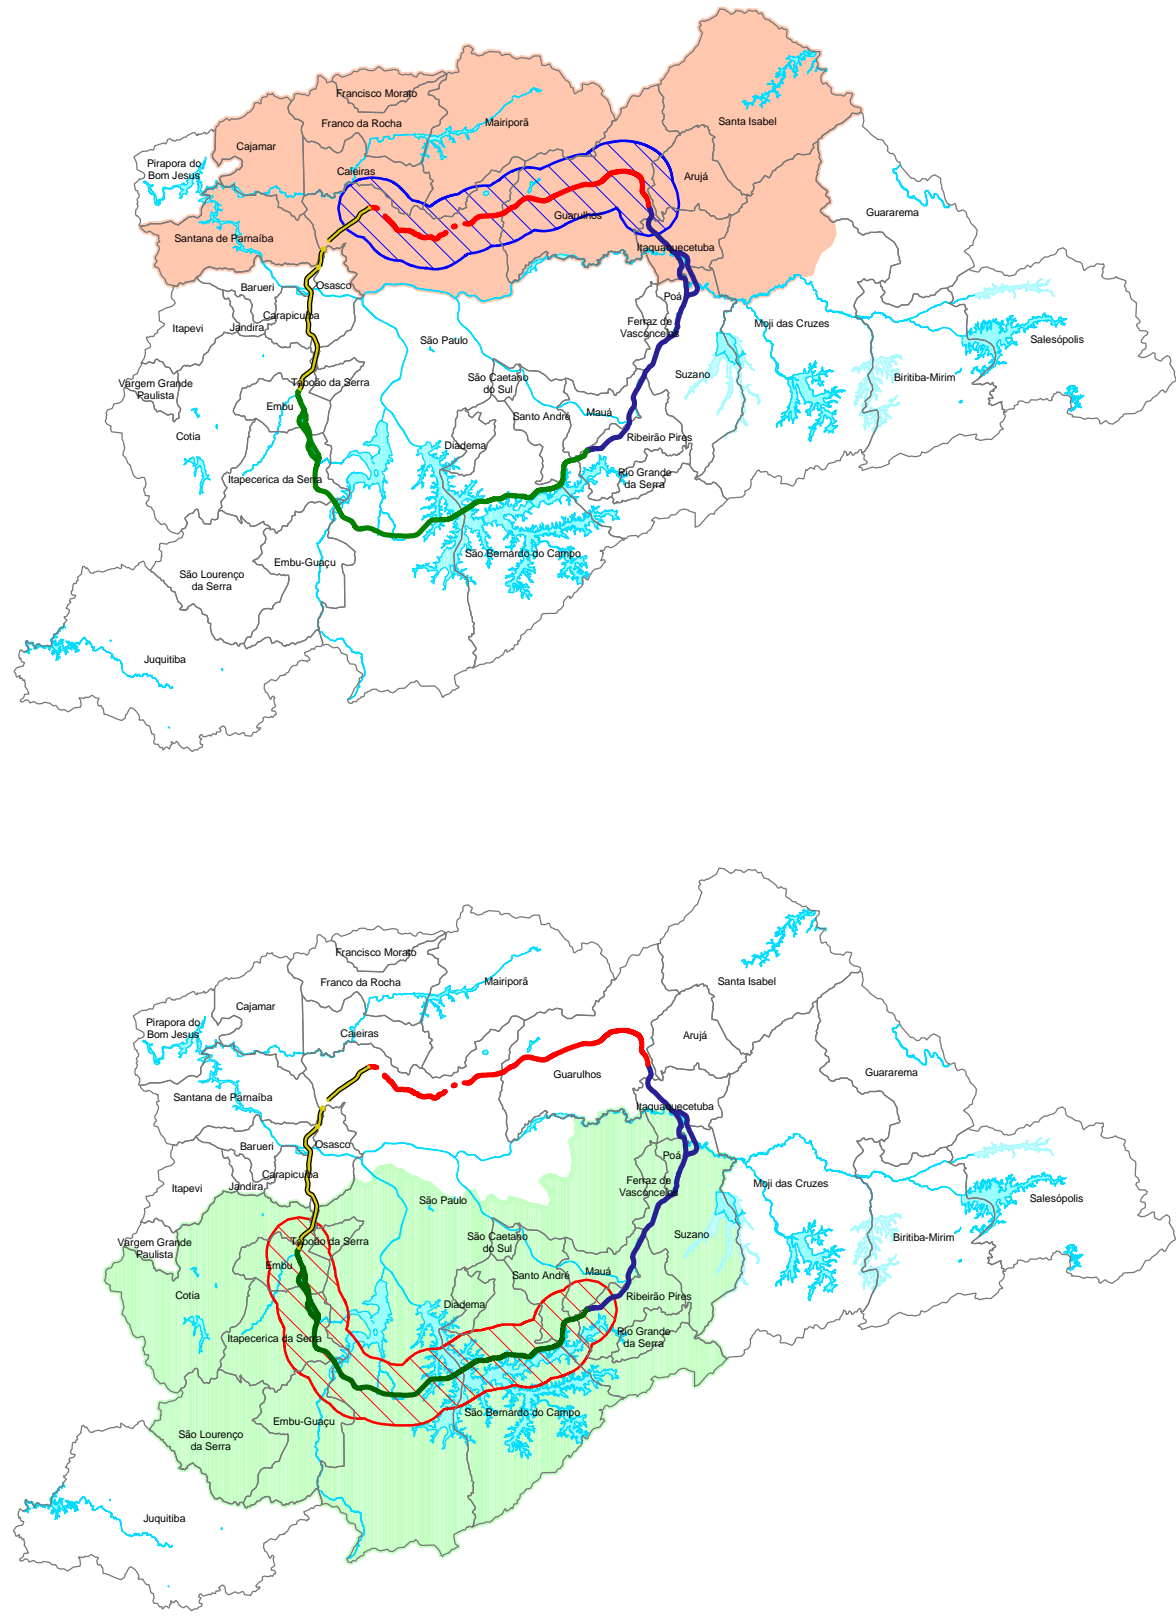 Francisco Morato
Franco da Rocha
Mairiporã
Santa Isabel
Cajamar
Pirapora do
Bom Jesus
Caieiras
Arujá
Guararema
Guarulhos
Santana de Parnaíba
Itaquaquecetuba
Barueri
Osasco
Poá
Carapicuíba
Itapevi
Jandira
Ferraz de
Vasconcelos
Moji das Cruzes
São Paulo
Salesópolis
Suzano
Biritiba-Mirim
Vargem Grande
Paulista
Taboão da Serra
São Caetano
do Sul
Embu
Santo André
Mauá
Cotia
Diadema
Ribeirão Pires
Itapecerica da Serra
Rio Grande
da Serra
São Bernardo do Campo
Embu-Guaçu
São Lourenço
da Serra
Juquitiba
Francisco Morato
Franco da Rocha
Mairiporã
Santa Isabel
Cajamar
Pirapora do
Bom Jesus
Caieiras
Arujá
Guararema
Guarulhos
Santana de Parnaíba
Itaquaquecetuba
Barueri
Osasco
Poá
Carapicuíba
Itapevi
Jandira
Ferraz de
Vasconcelos
Moji das Cruzes
São Paulo
Salesópolis
Suzano
Biritiba-Mirim
Vargem Grande
Paulista
Taboão da Serra
São Caetano
do Sul
Embu
Santo André
Mauá
Cotia
Diadema
Ribeirão Pires
Itapecerica da Serra
Rio Grande
da Serra
São Bernardo do Campo
Embu-Guaçu
São Lourenço
da Serra
Juquitiba